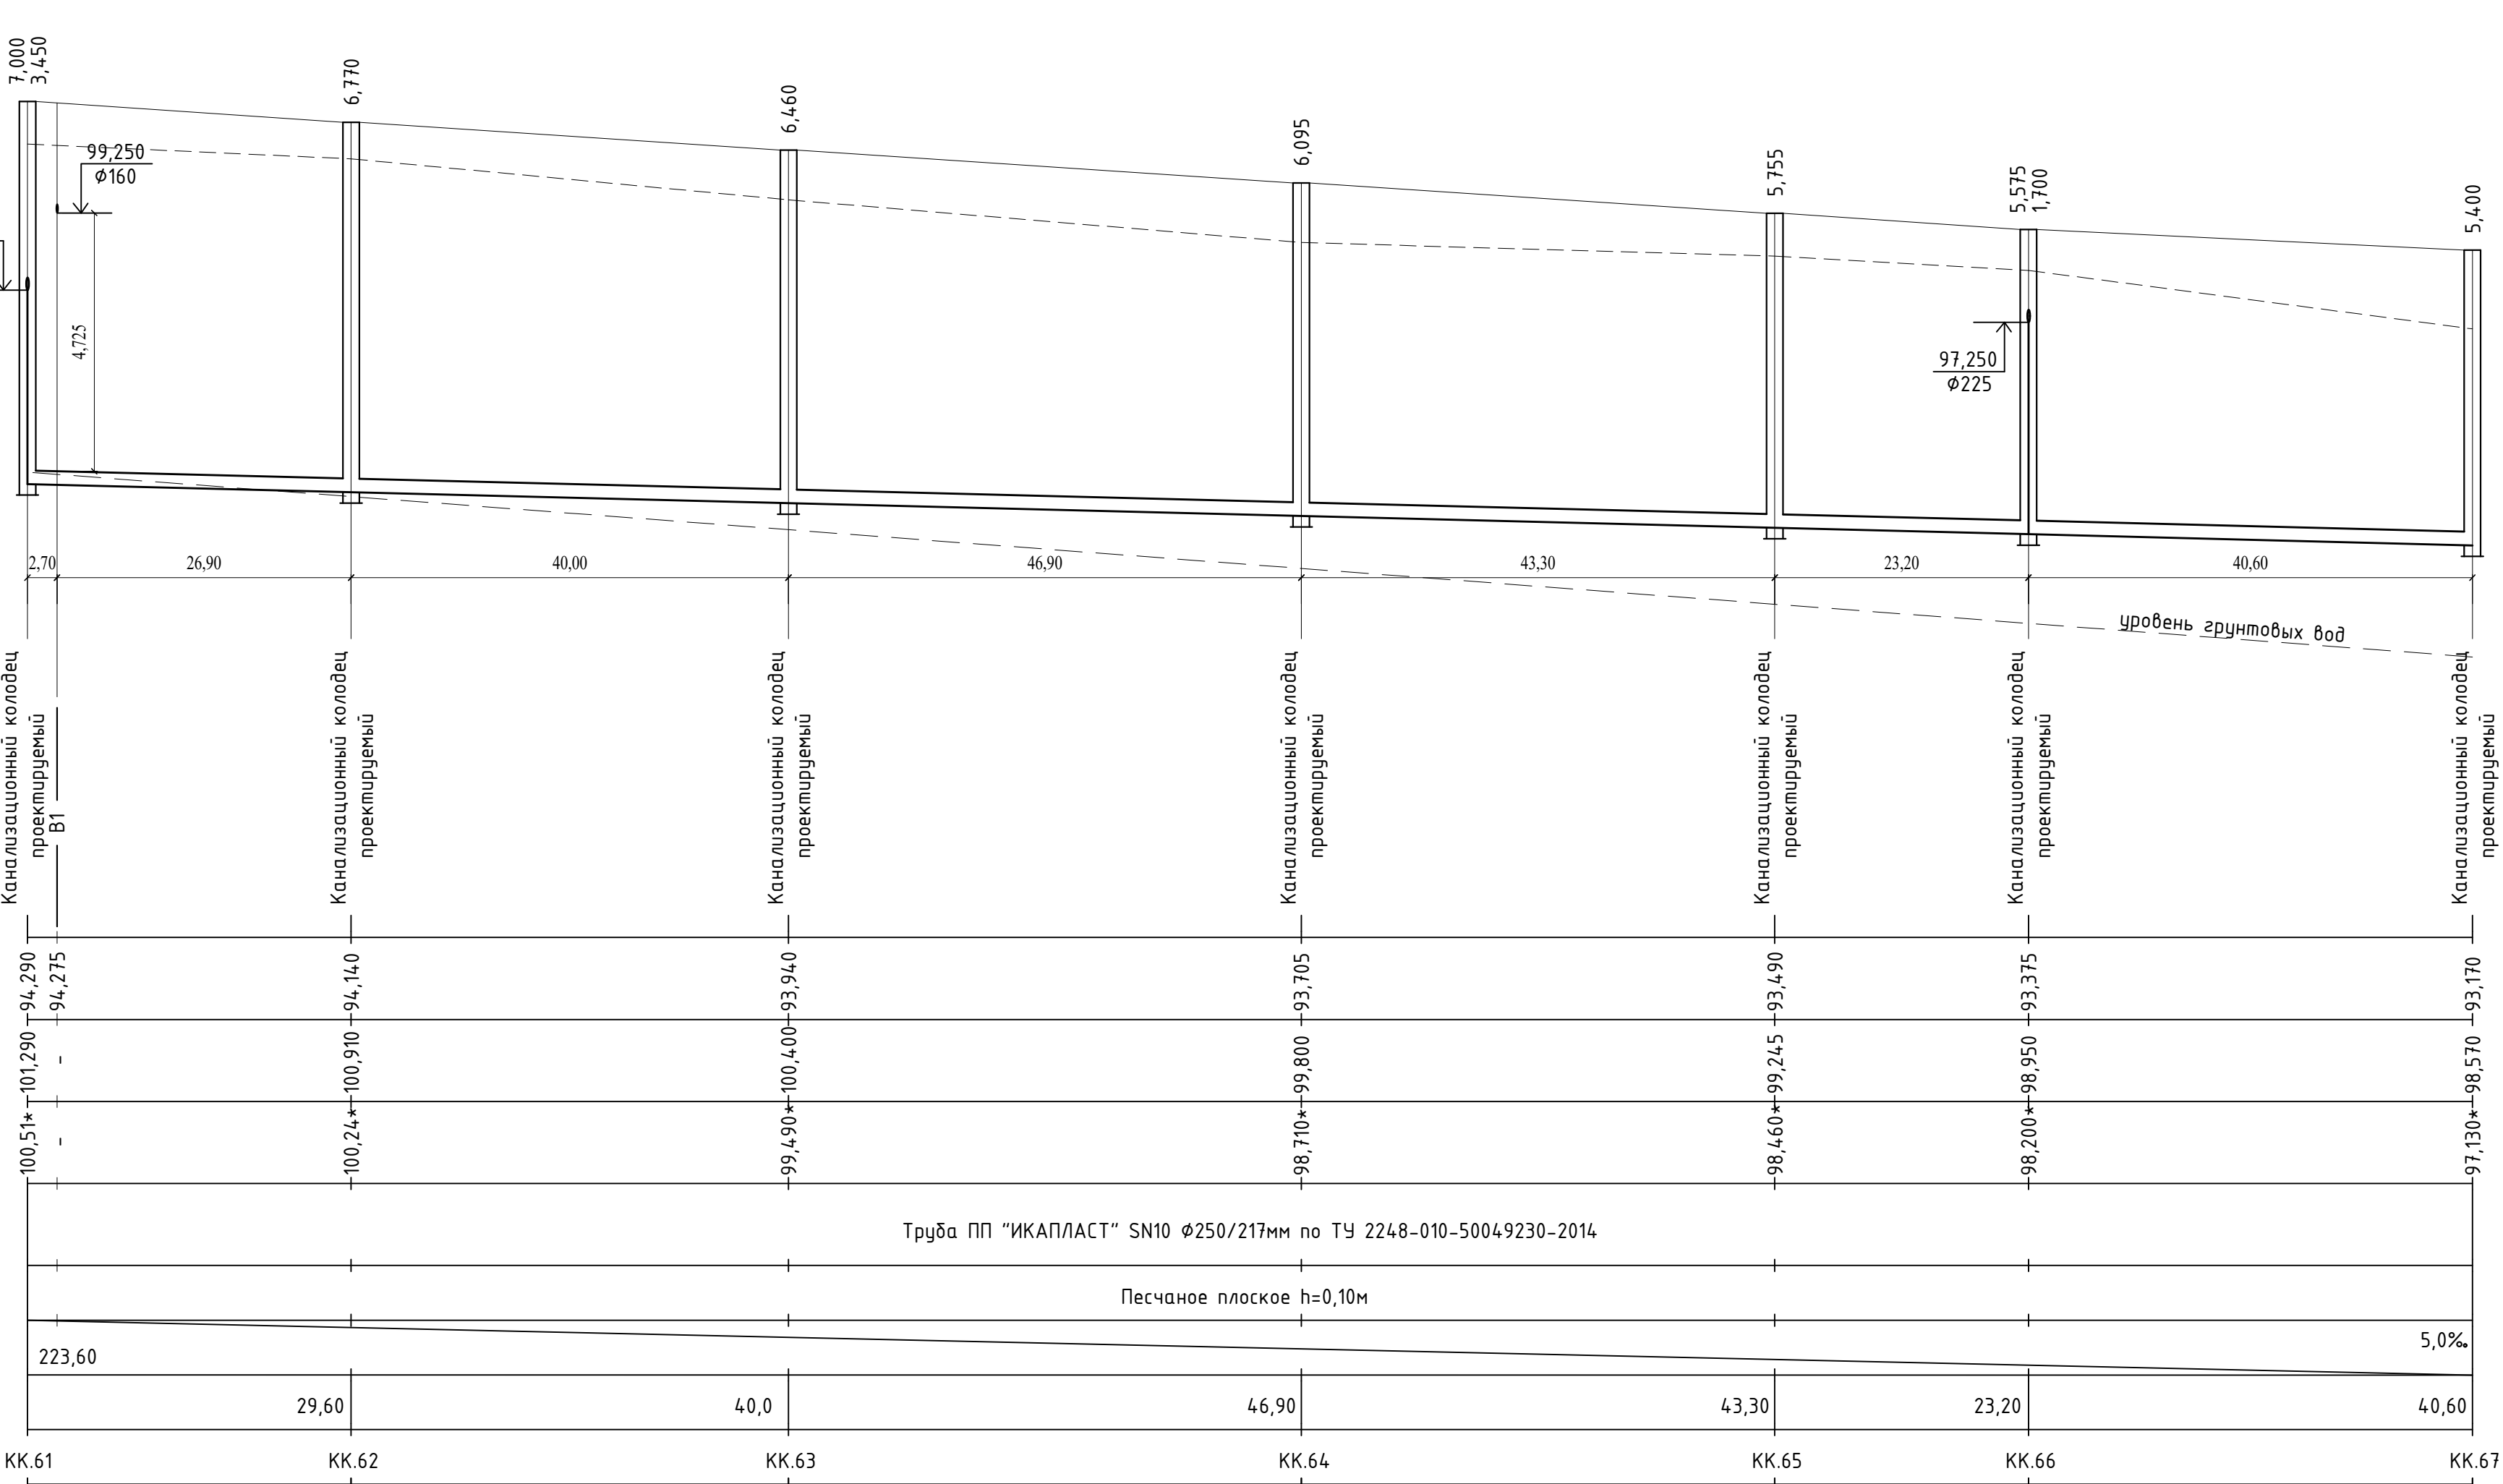 7,000
3,450
6,770
6,460
6,095
5,755
5,575
1,700
5,400
99,250
Ø160
4,725
97,250
Ø225
2,70
26,90
40,00
46,90
43,30
23,20
40,60
уровень грунтовых вод
Канализационный колодец
проектируемый
В1
Канализационный колодец
проектируемый
Канализационный колодец
проектируемый
Канализационный колодец
проектируемый
Канализационный колодец
проектируемый
Канализационный колодец
проектируемый
Канализационный колодец
проектируемый
94,290
94,275
94,140
93,940
93,705
93,490
93,375
93,170
101,290
-
100,910
100,400
99,800
99,245
98,950
98,570
100,51*
-
100,24*
99,490*
98,710*
98,460*
98,200*
97,130*
Труба ПП "ИКАПЛАСТ" SN10 Ø250/217мм по ТУ 2248-010-50049230-2014
Песчаное плоское h=0,10м
5,0‰
223,60
29,60
40,0
46,90
43,30
23,20
40,60
КК.61
КК.62
КК.63
КК.64
КК.65
КК.66
КК.67